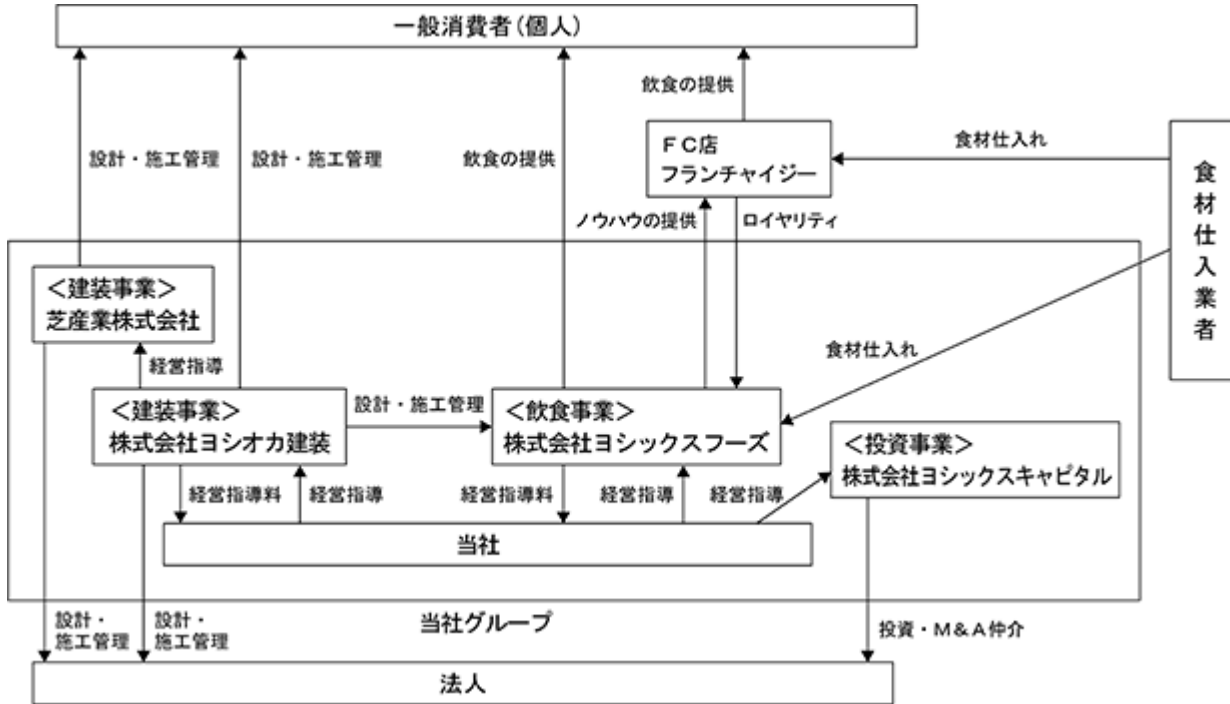 一般消費者(個人)
飲食の提供
設計・施工管理
設計・施工管理
飲食の提供
FC店
フランチャイジー
食材仕入れ
食材仕入業者
ノウハウの提供
ロイヤリティ
<建装事業>
芝産業株式会社
経営指導
食材仕入れ
<建装事業>
株式会社ヨシオカ建装
設計・施工管理
<飲食事業>
株式会社ヨシックスフーズ
<投資事業>
株式会社ヨシックスキャピタル
経営指導料
経営指導
経営指導料
経営指導
経営指導
当社
設計・
施工管理
設計・
施工管理
当社グループ
投資・M&A仲介
法人